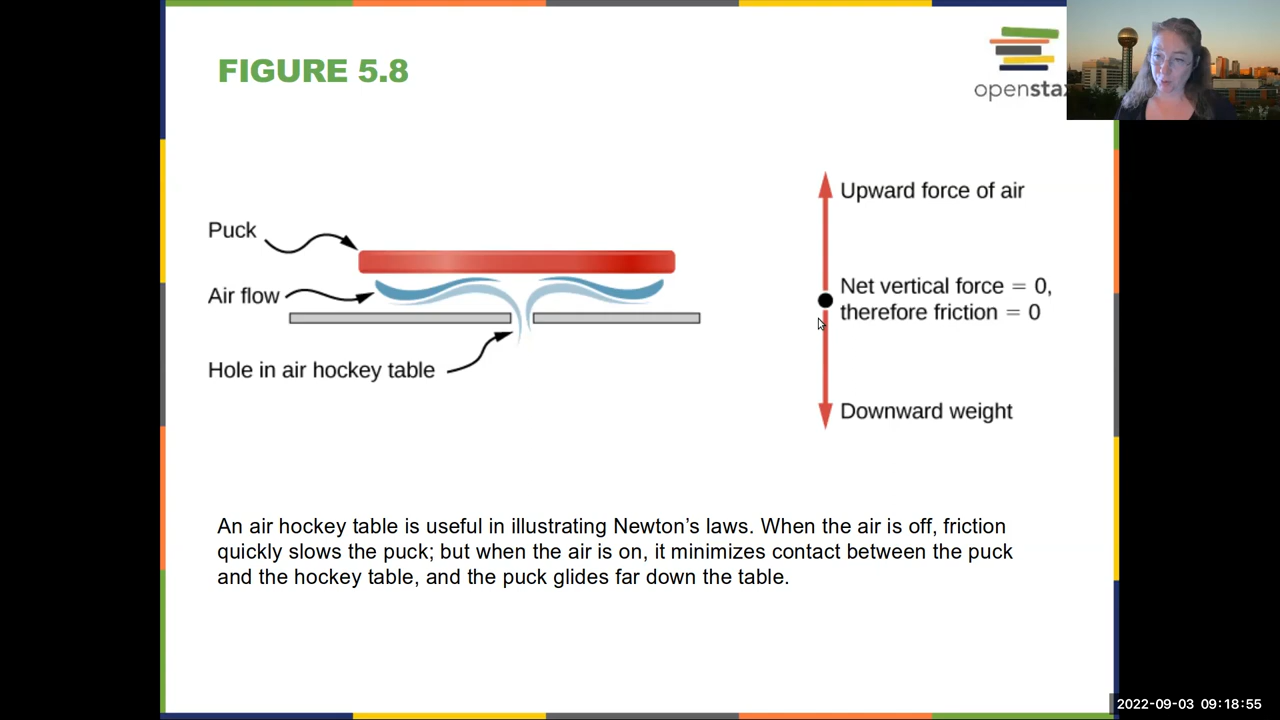 FIGURE 5.8
openstax
Puck
Air flow
Hole in air hockey table
Upward force of air
Net vertical force = 0,
therefore friction = 0
Downward weight
An air hockey table is useful in illustrating Newton's laws. When the air is off, friction
quickly slows the puck; but when the air is on, it minimizes contact between the puck
and the hockey table, and the puck glides far down the table.
2022-09-03 09:18:55